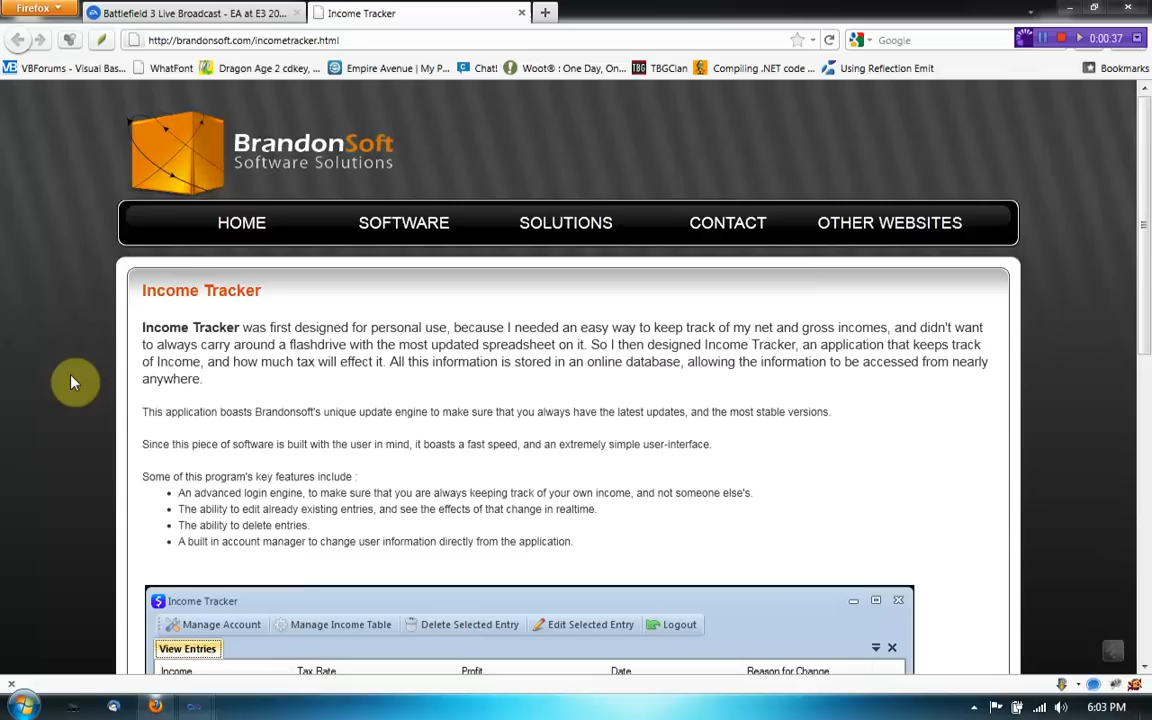 Firefox
Battlefield 3 Live Broadcast - EA at E3 20...
Income Tracker
http://brandonsoft.com/incometracker.html
Google
0:00:37
VBForums - Visual Bas...
WhatFont
Dragon Age 2 cdkey, ...
Empire Avenue | My P...
Chat!
Woot® : One Day, On...
TBG
TBGClan
Compiling .NET code ...
Using Reflection Emit
Bookmarks
BrandonSoft
Software Solutions
HOME
SOFTWARE
SOLUTIONS
CONTACT
OTHER WEBSITES
Income Tracker
Income Tracker was first designed for personal use, because I needed an easy way to keep track of my net and gross incomes, and didn't want
to always carry around a flashdrive with the most updated spreadsheet on it. So I then designed Income Tracker, an application that keeps track
of Income, and how much tax will effect it. All this information is stored in an online database, allowing the information to be accessed from nearly
anywhere.
This application boasts Brandonsoft's unique update engine to make sure that you always have the latest updates, and the most stable versions.
Since this piece of software is built with the user in mind, it boasts a fast speed, and an extremely simple user-interface.
Some of this program's key features include :
An advanced login engine, to make sure that you are always keeping track of your own income, and not someone else's.
The ability to edit already existing entries, and see the effects of that change in realtime.
The ability to delete entries.
A built in account manager to change user information directly from the application.
Income Tracker
Manage Account
Manage Income Table
Delete Selected Entry
Edit Selected Entry
Logout
View Entries
Income
Tax Rate
Profit
Date
Reason for Change
6:03 PM